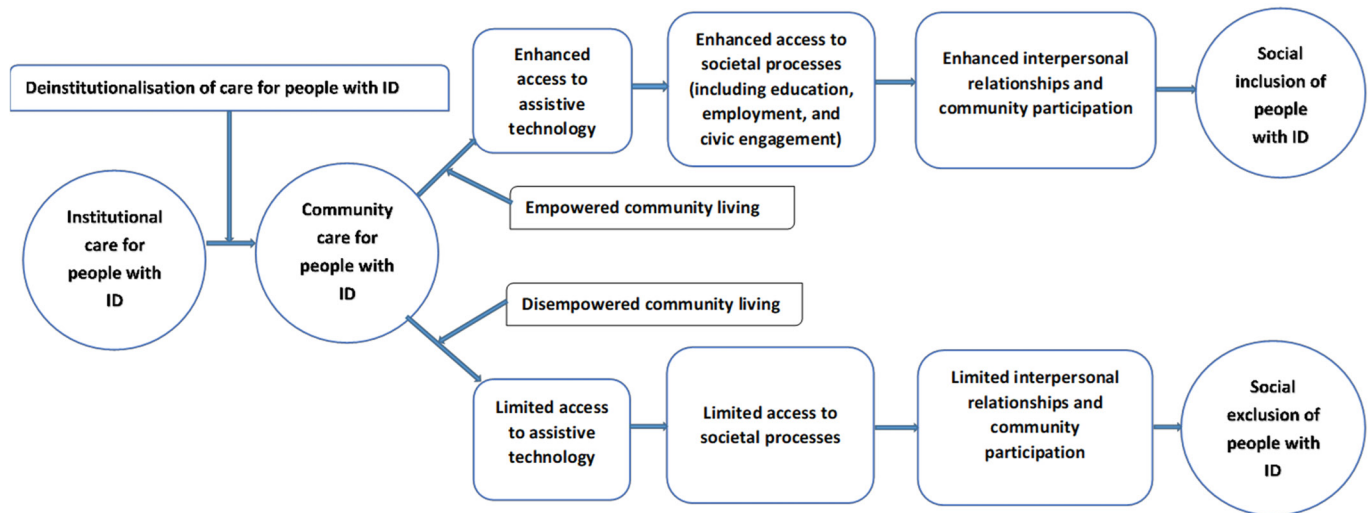 Deinstitutionalisation of care for people with ID
Institutional
care for
people with
ID
Community
care for
people with
ID
Enhanced
access to
assistive
technology
Enhanced access to
societal processes
(including education,
employment, and
civic engagement)
Enhanced interpersonal
relationships and
community participation
Social
inclusion of
people
with ID
Empowered community living
Disempowered community living
Limited access
to assistive
technology
Limited access to
societal processes
Limited interpersonal
relationships and
community
participation
Social
exclusion of
people with
ID